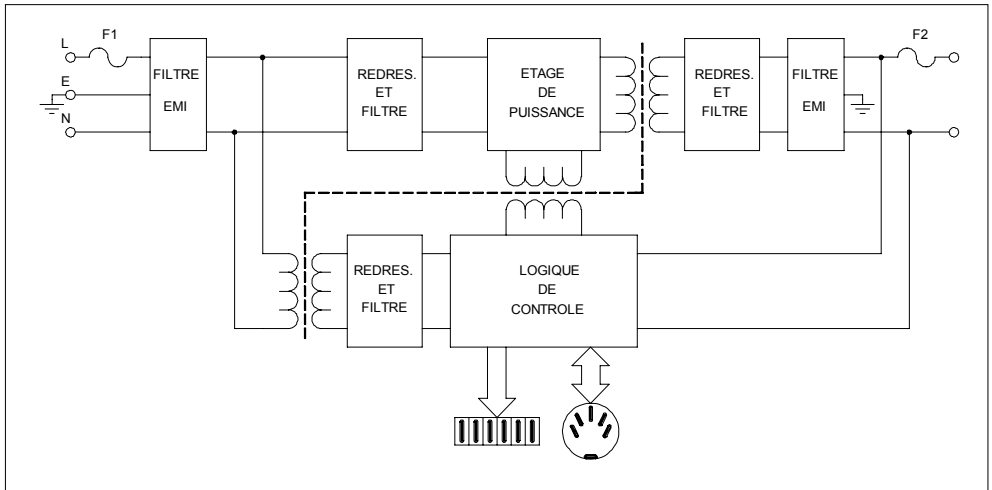 F1
L
E
N
FILTRE
EMI
REDRES.
ET
FILTRE
ETAGE
DE
PUISSANCE
REDRES.
ET
FILTRE
FILTRE
EMI
F2
REDRES.
ET
FILTRE
LOGIQUE
DE
CONTROLE